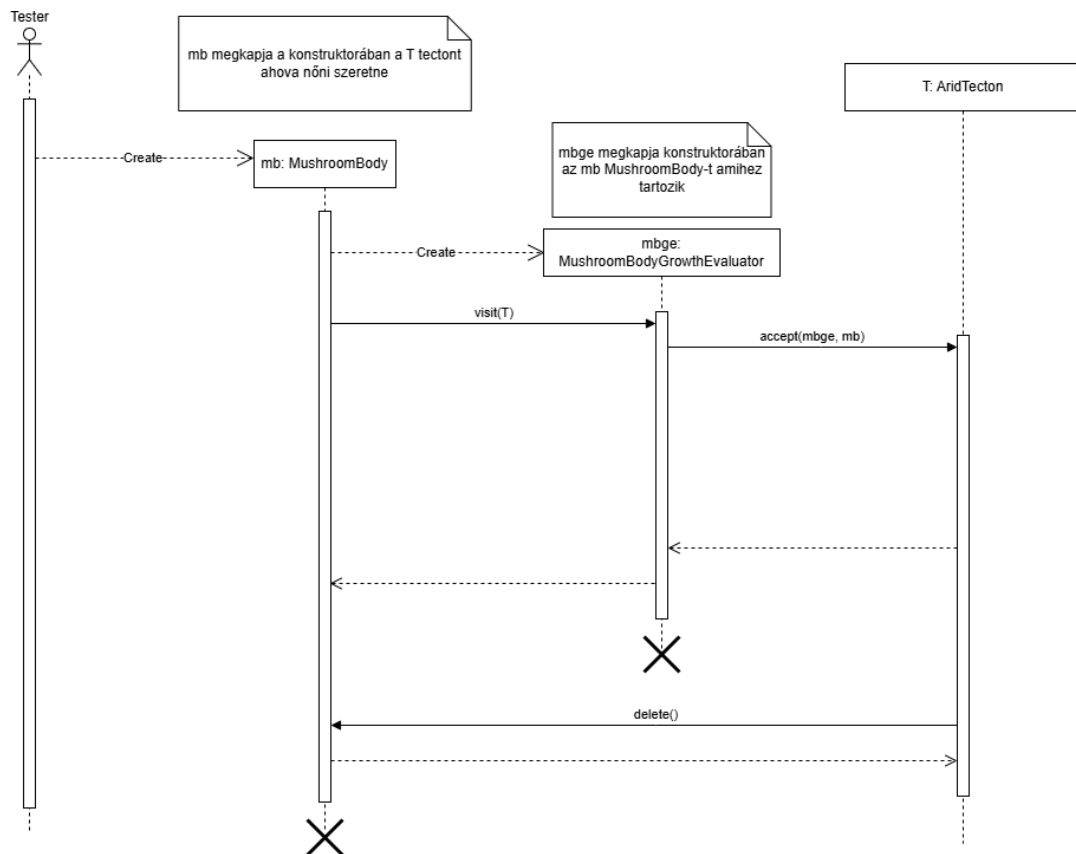 Tester
mb megkapja a konstruktorában a T tectont
ahova nőni szeretne
T: AridTecton
Create
mb: MushroomBody
mbge megkapja konstruktorában
az mb MushroomBody-t amihez
tartozik
Create
mbge:
MushroomBodyGrowthEvaluator
visit(T)
accept(mbge, mb)
delete()